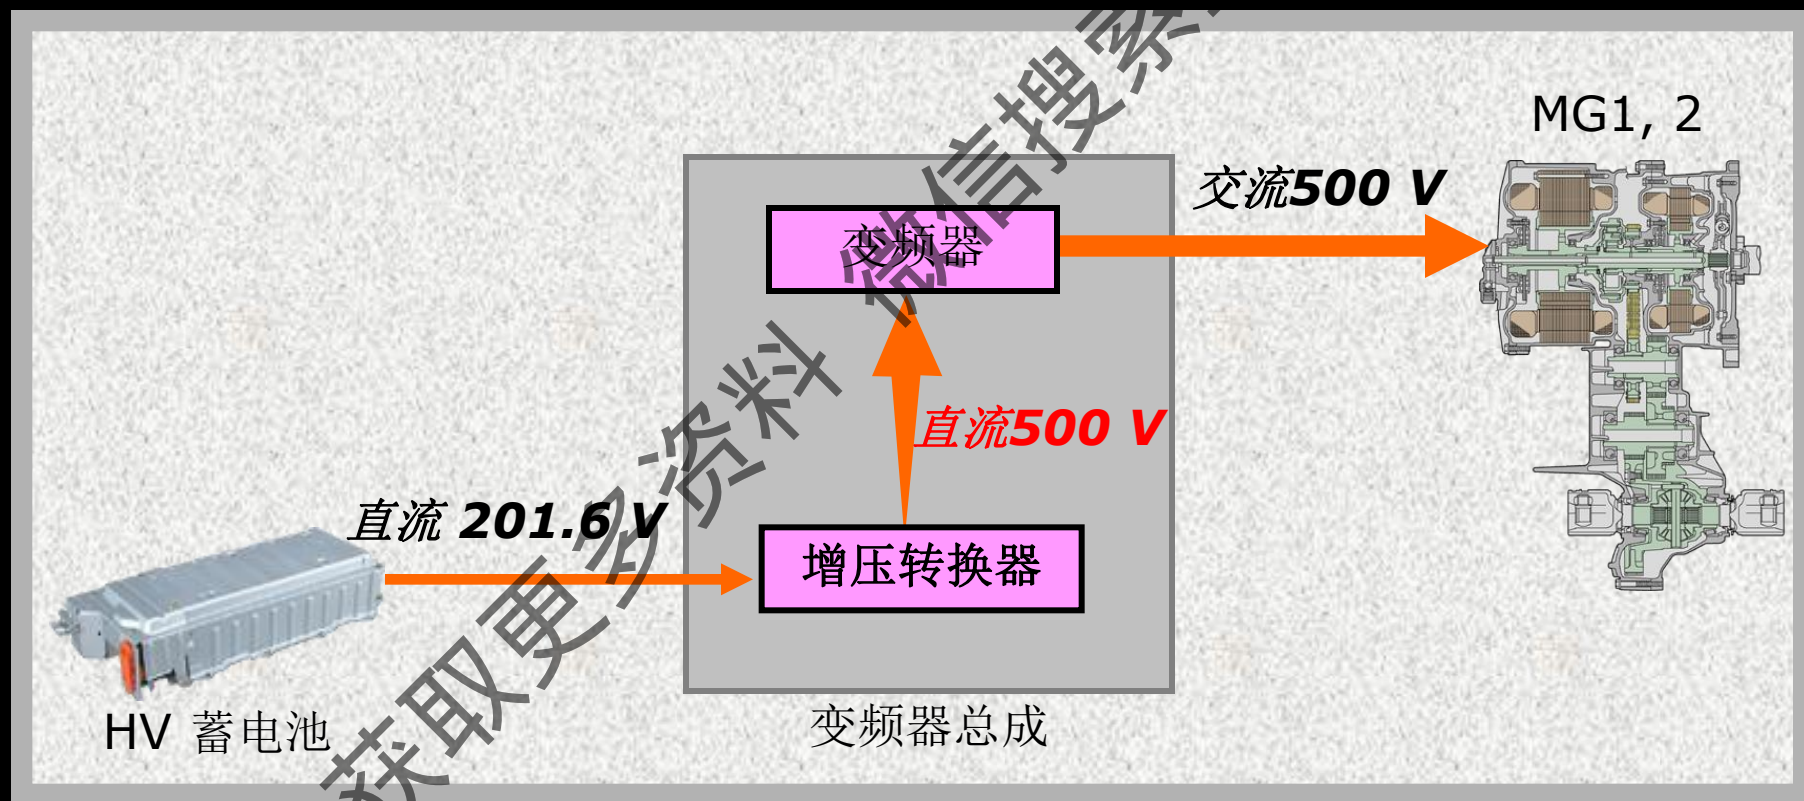 MG1, 2
交流500 V
变频器
直流500 V
直流 201.6 V
增压转换器
HV 蓄电池
变频器总成
获取更多资料 微信搜索